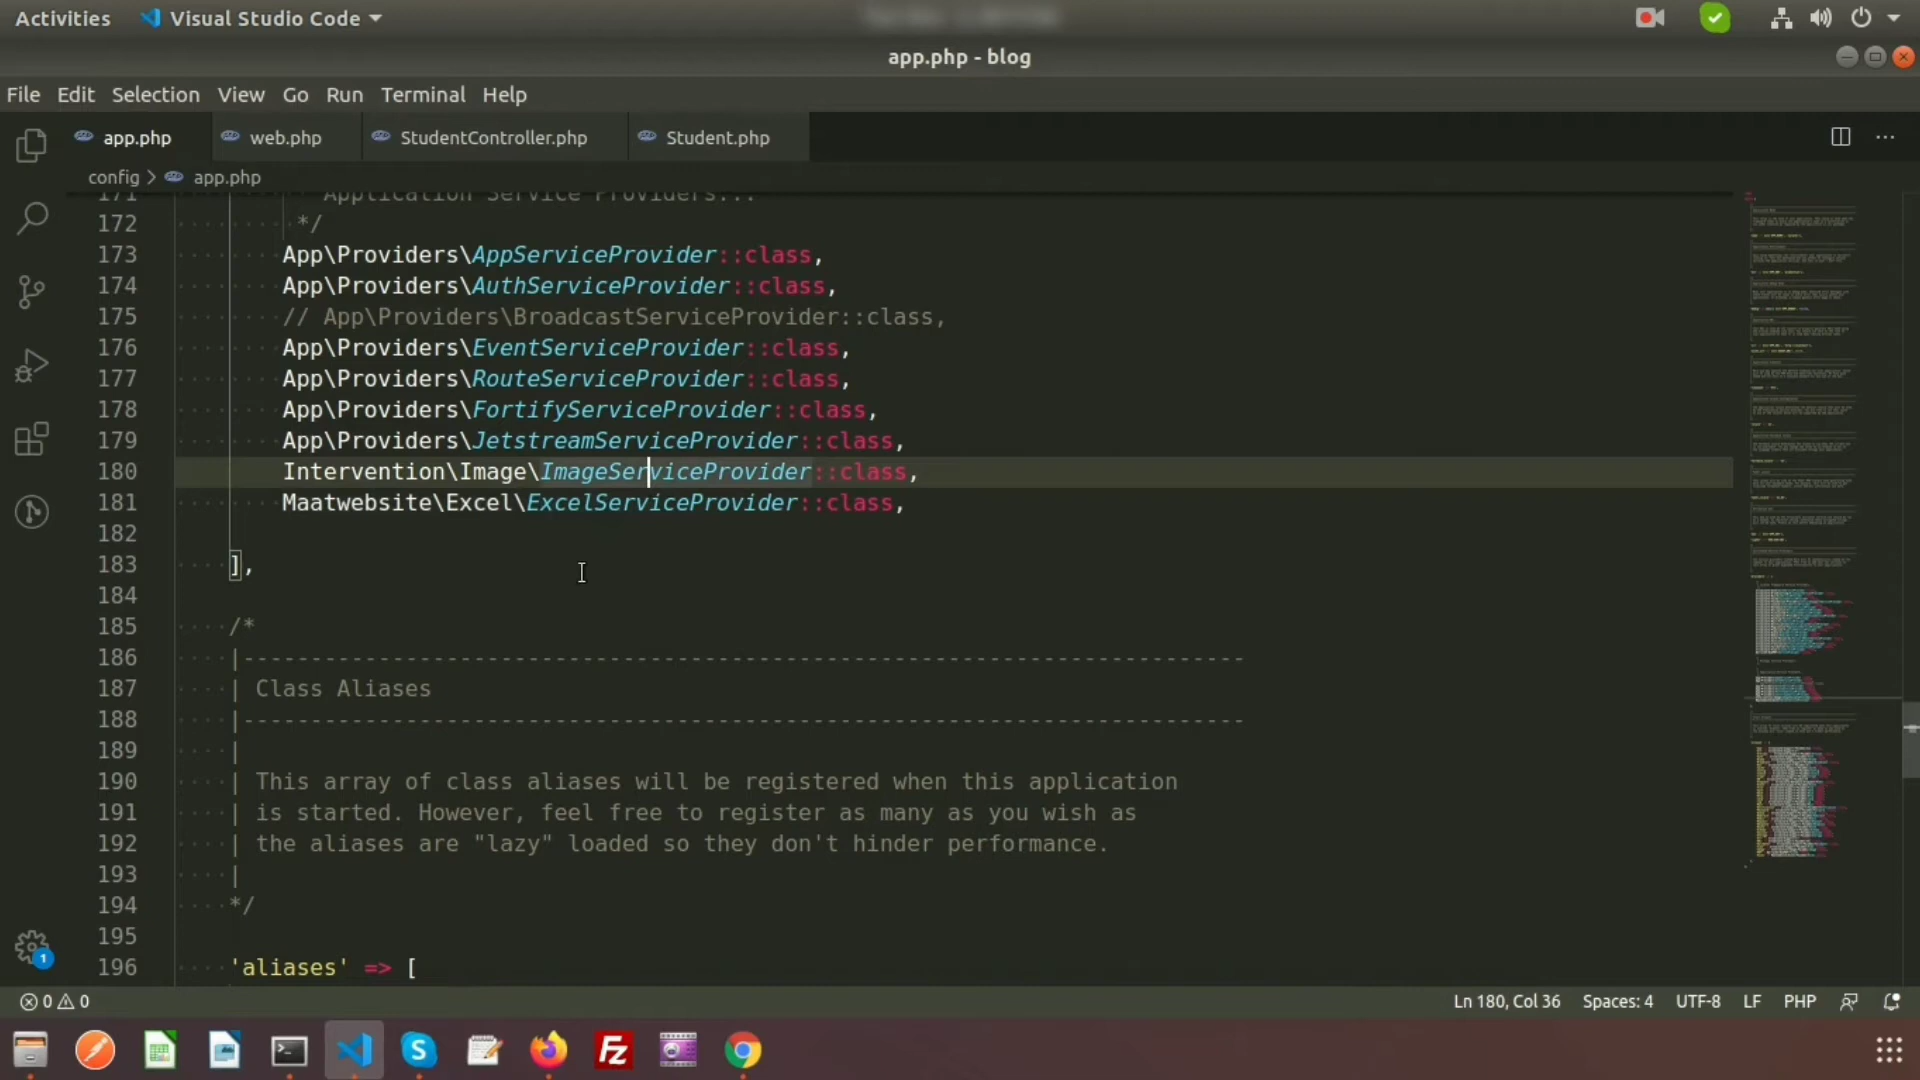 Activities Visual Studio Code
app.php - blog
File Edit Selection View Go Run Terminal Help
app.php web.php StudentController.php Student.php
config > app.php
171 Application Service Providers...
172 */
173 App\Providers\AppServiceProvider::class,
174 App\Providers\AuthServiceProvider::class,
175 // App\Providers\BroadcastServiceProvider::class,
176 App\Providers\EventServiceProvider::class,
177 App\Providers\RouteServiceProvider::class,
178 App\Providers\FortifyServiceProvider::class,
179 App\Providers\JetstreamServiceProvider::class,
180 Intervention\Image\ImageServiceProvider::class,
181 Maatwebsite\Excel\ExcelServiceProvider::class,
182
183 ],
184
185 /*
186 |--------------------------------------------------------------------------
187 | Class Aliases
188 |--------------------------------------------------------------------------
189 |
190 | This array of class aliases will be registered when this application
191 | is started. However, feel free to register as many as you wish as
192 | the aliases are "lazy" loaded so they don't hinder performance.
193 |
194 */
195
196 'aliases' => [
1
0 0 Ln 180, Col 36 Spaces: 4 UTF-8 LF PHP
S Fz